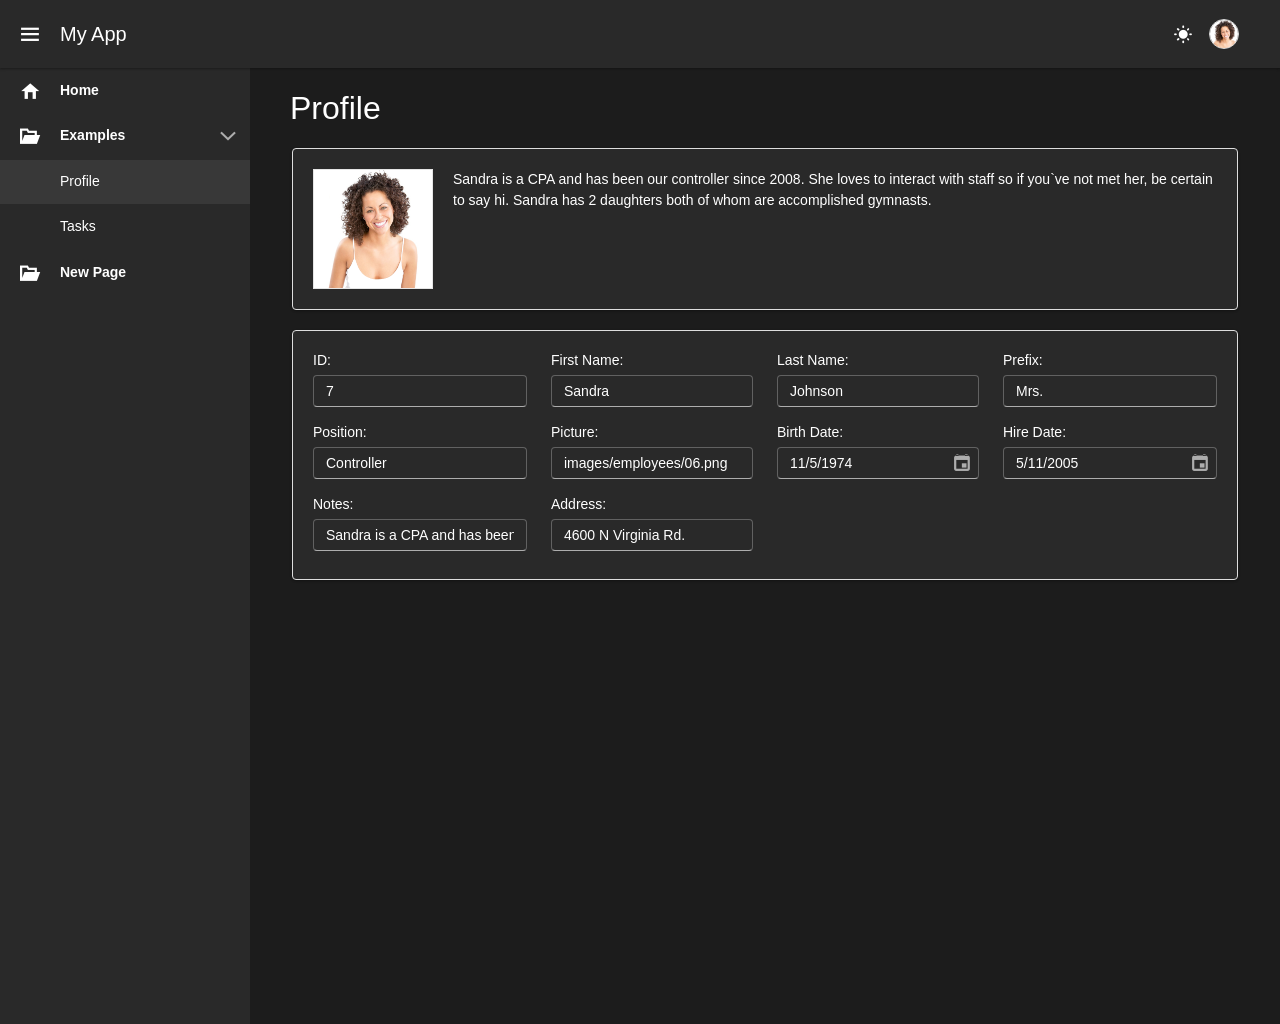 My App
Home
Examples
Profile
Tasks
New Page
Profile
Sandra is a CPA and has been our controller since 2008. She loves to interact with staff so if you`ve not met her, be certain
to say hi. Sandra has 2 daughters both of whom are accomplished gymnasts.
ID: First Name: Last Name: Prefix:
7 Sandra Johnson Mrs.
Position: Picture: Birth Date: Hire Date:
Controller images/employees/06.png 11/5/1974 5/11/2005
Notes: Address:
Sandra is a CPA and has been 4600 N Virginia Rd.